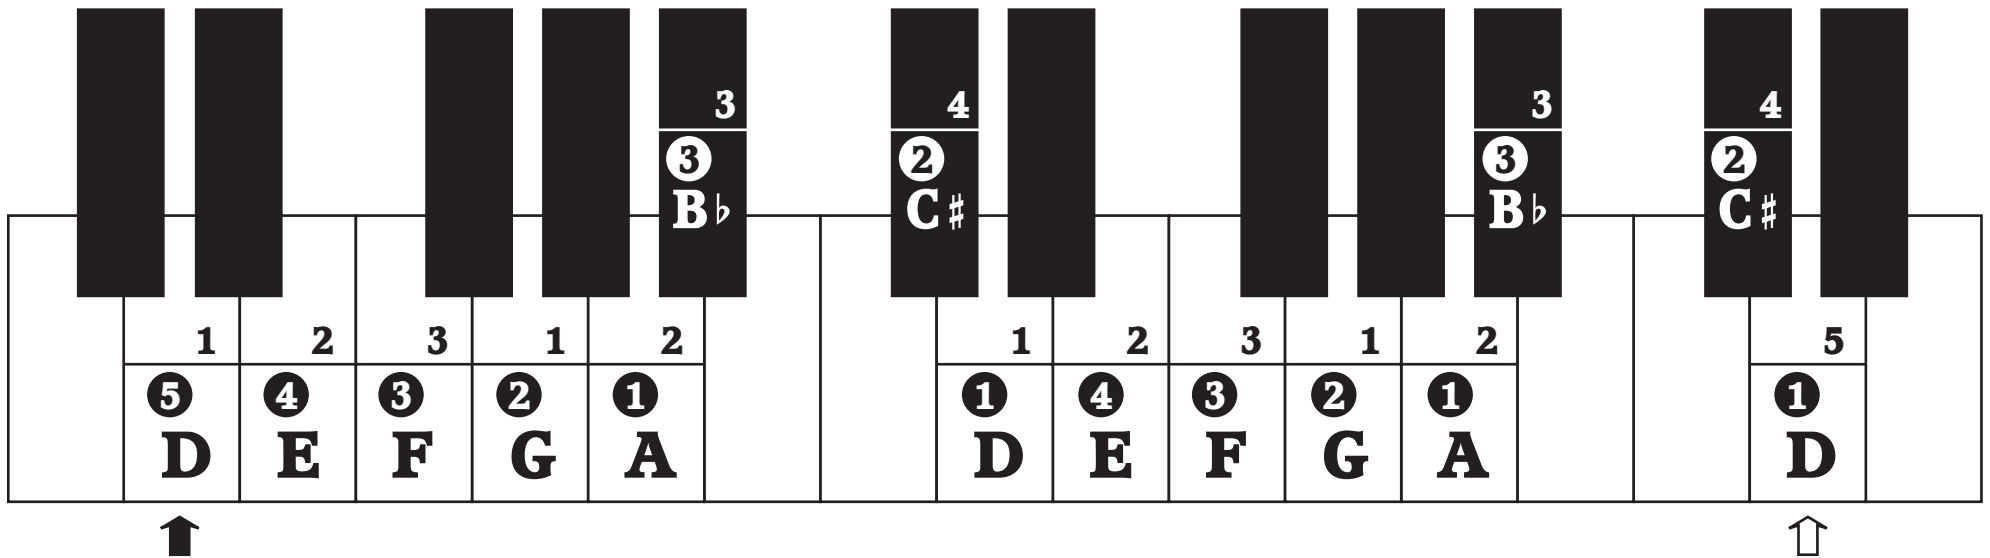 3 4 3 4
❸ ❷ ❸ ❷
B♭ C♯ B♭ C♯
1 2 3 1 2 1 2 3 1 2 5
❺ ❹ ❸ ❷ ❶ ❶ ❹ ❸ ❷ ❶ ❶
D E F G A D E F G A D